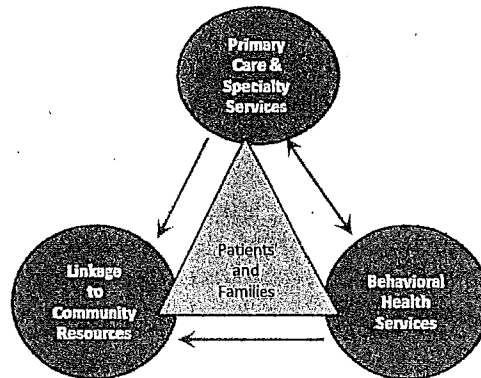 Primary
Care &
Specialty
Services
Patients
and
Families
Linkage
to
Community
Resources
Behavioral
Health
Services